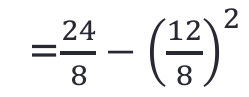 = 24/8 − (12/8)²